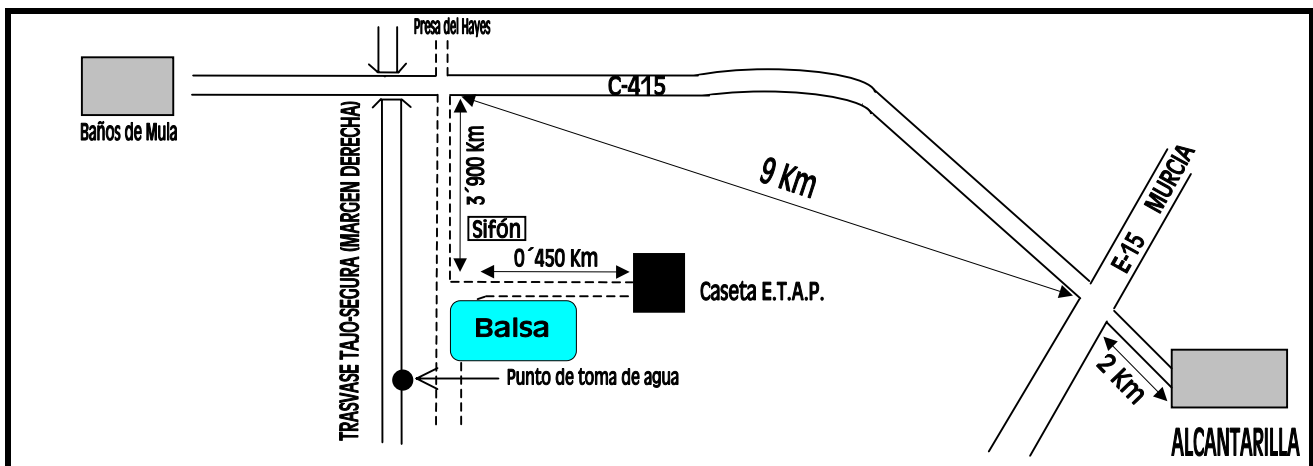 Presa del Hayes
C-415
Baños de Mula
TRASVASE TAJO-SEGURA (MARGEN DERECHA)
3´900 Km
9 Km
E-15 MURCIA
Sifón
0´450 Km
Caseta E.T.A.P.
Balsa
Punto de toma de agua
2 Km
ALCANTARILLA